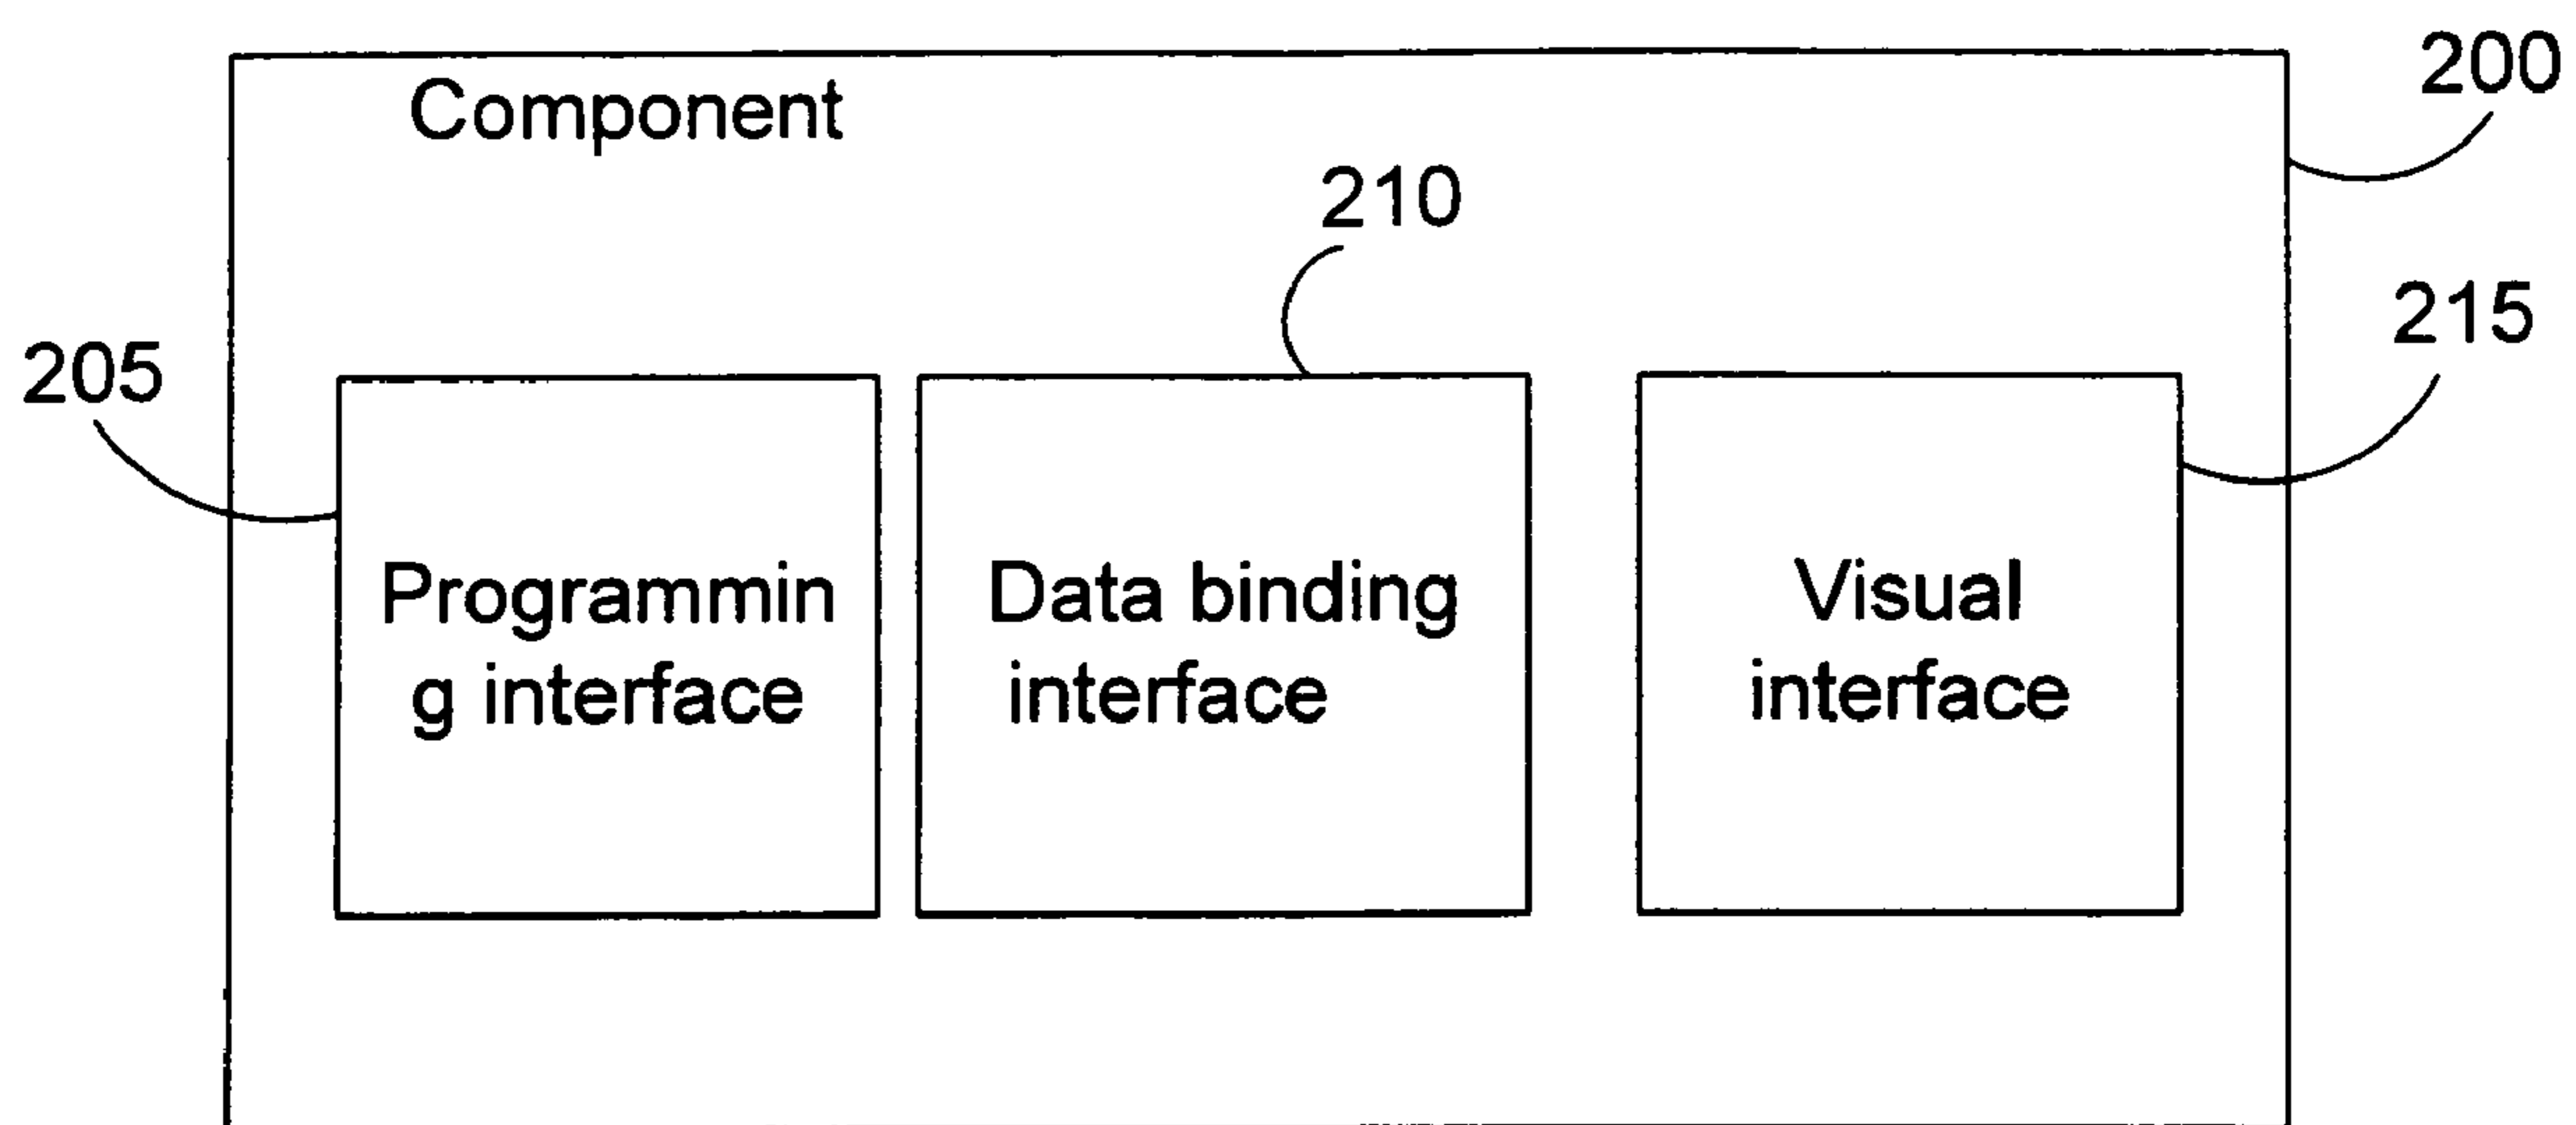 Component
200
210
215
205
Programmin
g interface
Data binding
interface
Visual
interface